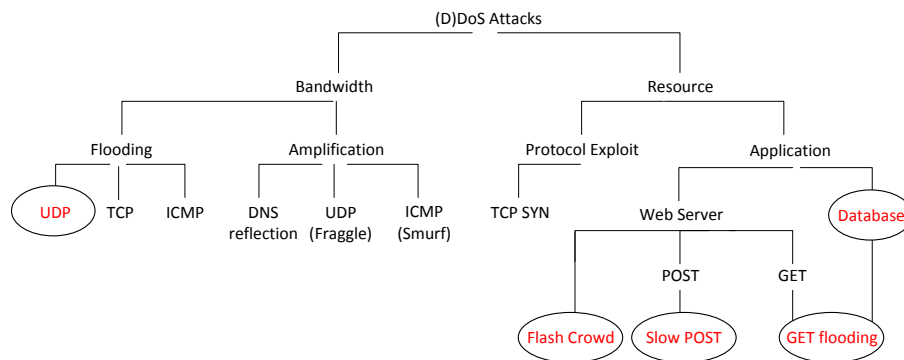 (D)DoS Attacks
Bandwidth
Resource
Flooding
Amplification
Protocol Exploit
Application
UDP
TCP
ICMP
DNS
reflection
UDP
(Fraggle)
ICMP
(Smurf)
TCP SYN
Web Server
Database
POST
GET
Flash Crowd
Slow POST
GET flooding